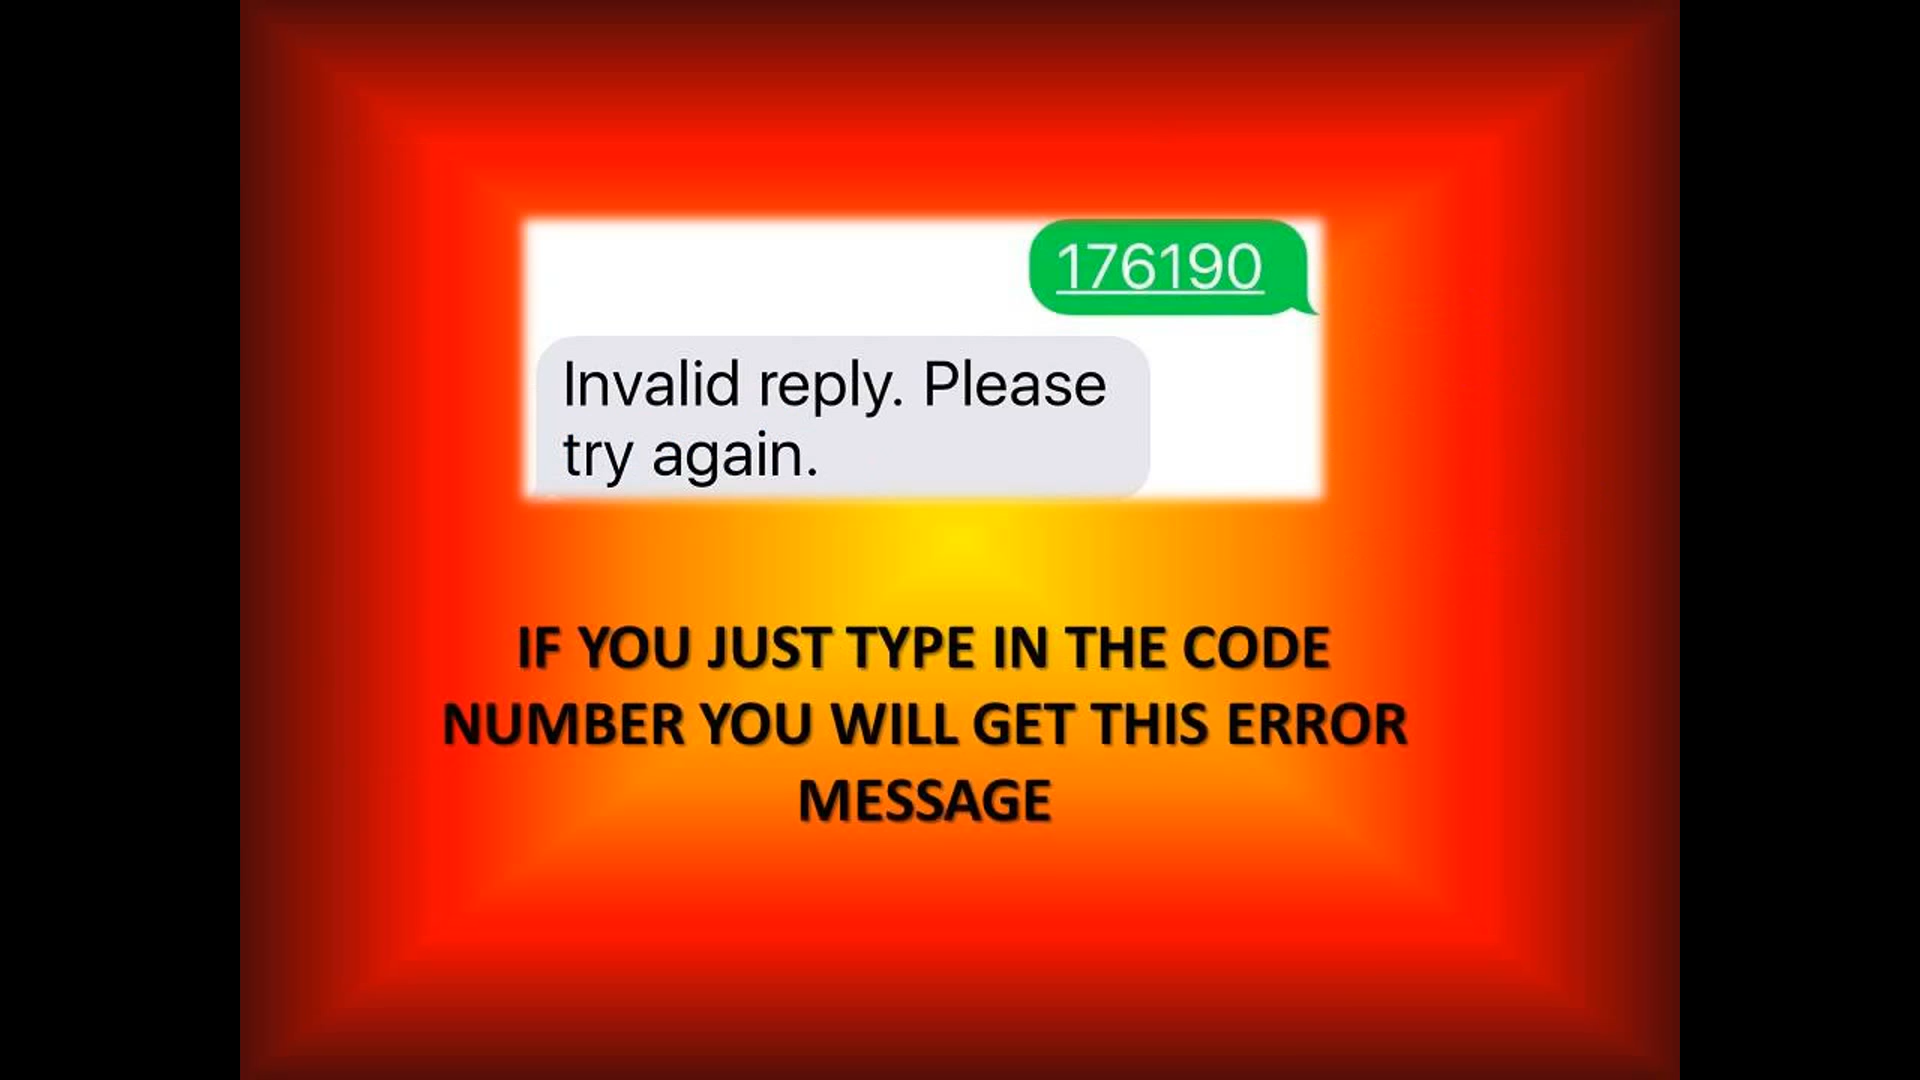 176190
Invalid reply. Please
try again.
IF YOU JUST TYPE IN THE CODE
NUMBER YOU WILL GET THIS ERROR
MESSAGE